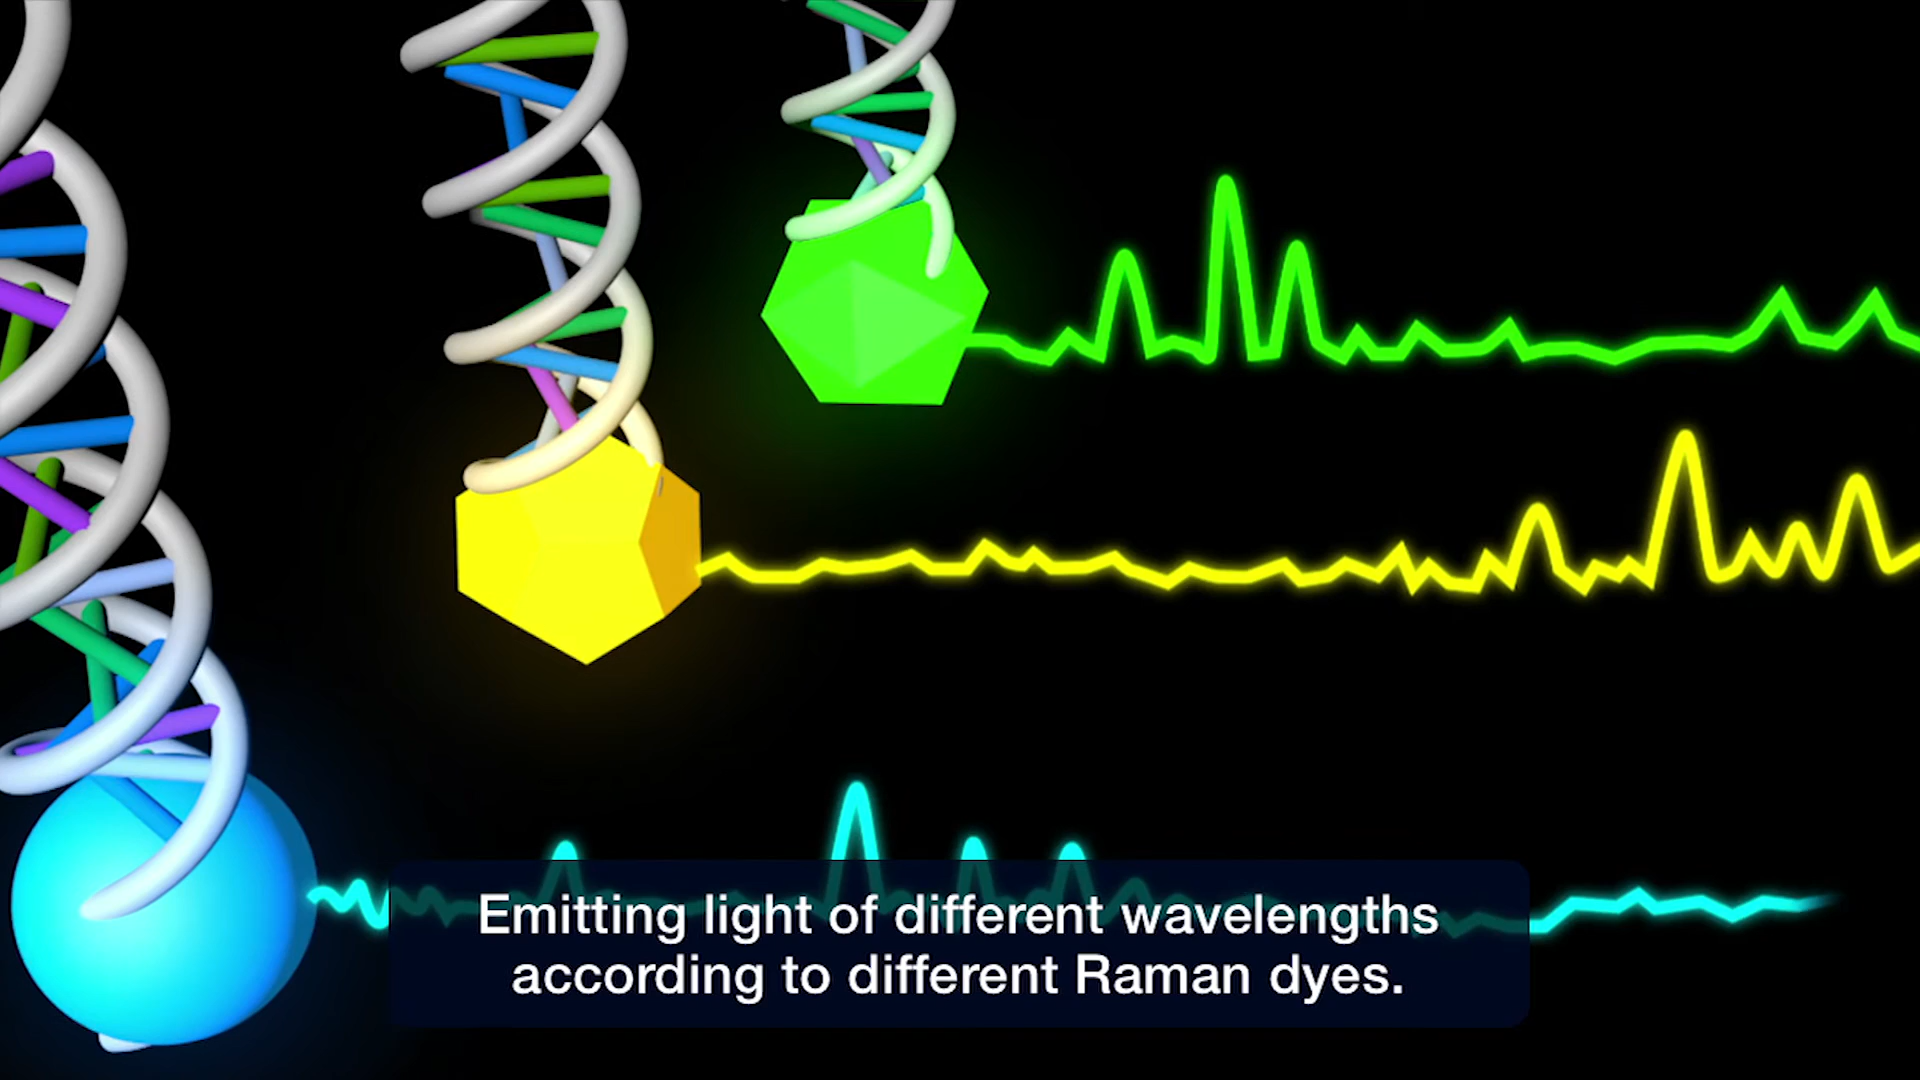 Emitting light of different wavelengths
according to different Raman dyes.